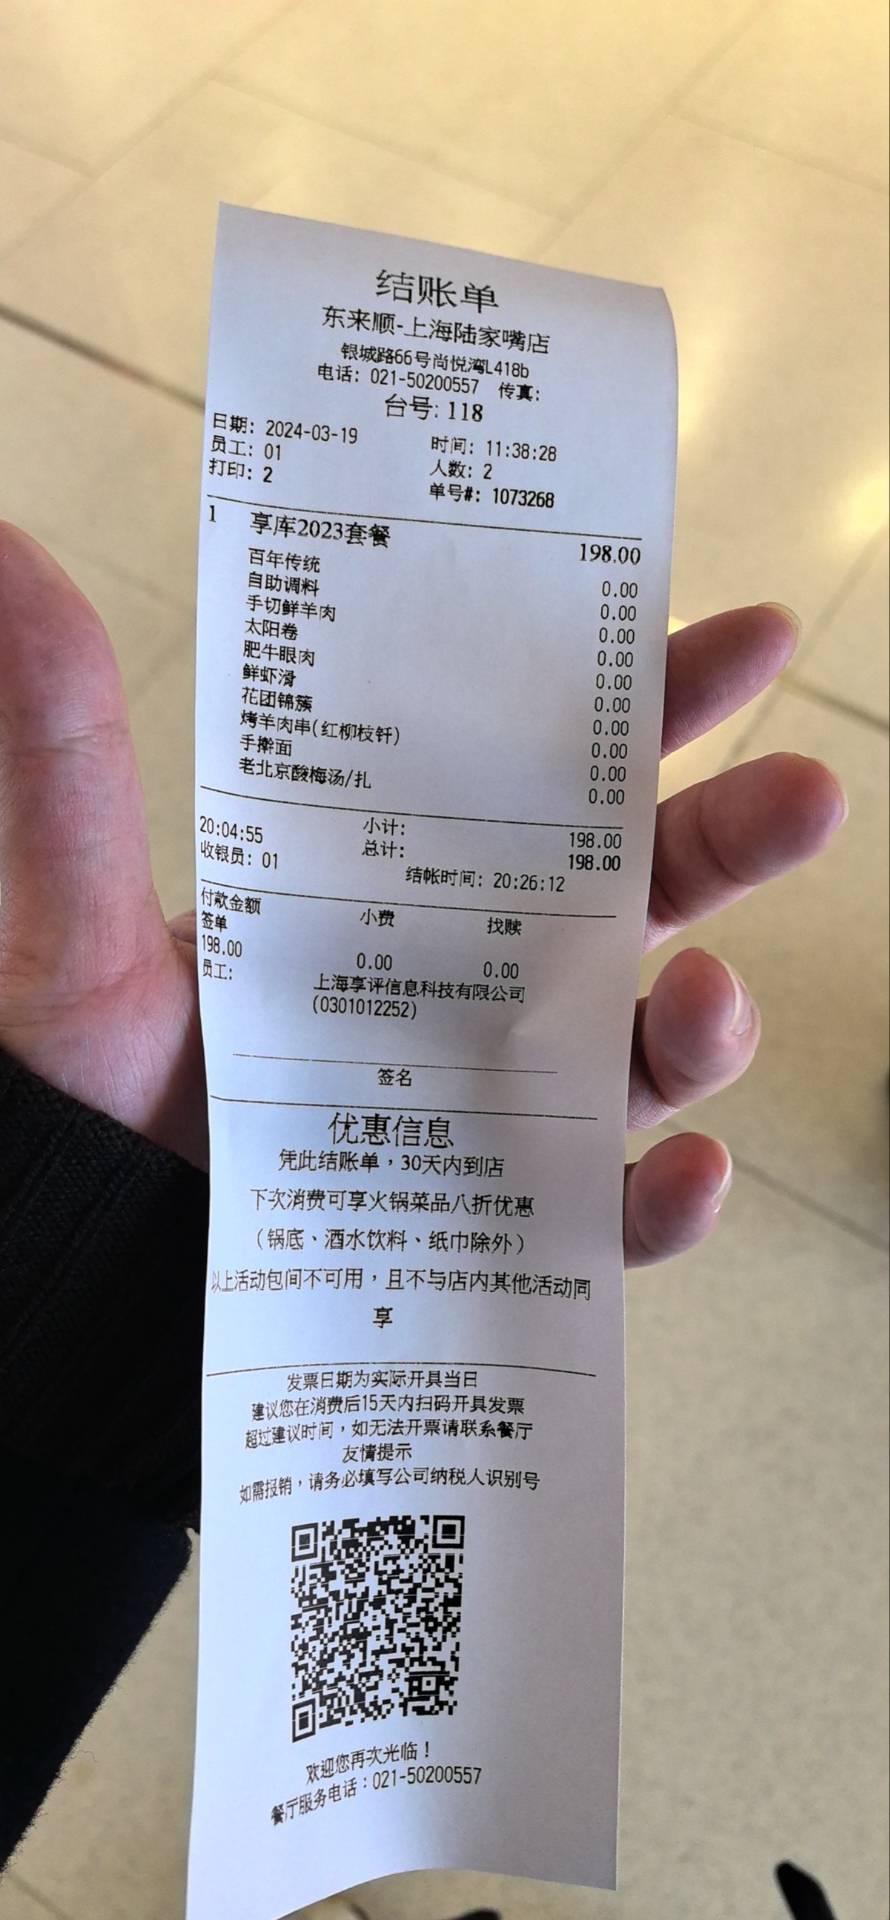 结账单
东来顺-上海陆家嘴店
银城路66号尚悦湾L418b
电话: 021-50200557 传真:
台号: 118
日期: 2024-03-19 时间: 11:38:28
员工: 01 人数: 2
打印: 2 单号#: 1073268
1 享库2023套餐 198.00
百年传统 0.00
自助调料 0.00
手切鲜羊肉 0.00
太阳卷 0.00
肥牛眼肉 0.00
鲜虾滑 0.00
花团锦簇 0.00
烤羊肉串(红柳枝钎) 0.00
手擀面 0.00
老北京酸梅汤/扎 0.00
小计: 198.00
20:04:55 总计: 198.00
收银员: 01 结帐时间: 20:26:12
付款金额 小费 找赎
签单
198.00 0.00 0.00
员工: 上海享评信息科技有限公司
(0301012252)
签名
优惠信息
凭此结账单，30天内到店
下次消费可享火锅菜品八折优惠
（锅底、酒水饮料、纸巾除外）
以上活动包间不可用，且不与店内其他活动同
享
发票日期为实际开具当日
建议您在消费后15天内扫码开具发票
超过建议时间，如无法开票请联系餐厅
友情提示
如需报销，请务必填写公司纳税人识别号
欢迎您再次光临！
餐厅服务电话：021-50200557